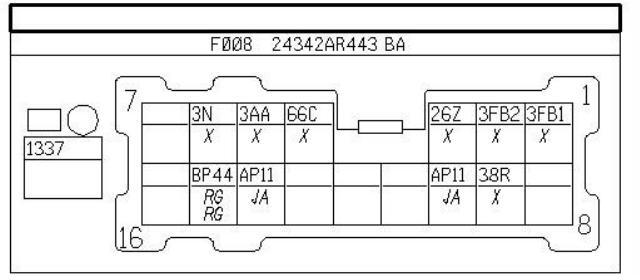 F008 24342AR443 BA
7 3N 3AA 66C 26Z 3FB2 3FB1 1
X X X X X X
1337
BP44 AP11 AP11 38R
RG JA JA X
RG
16 8